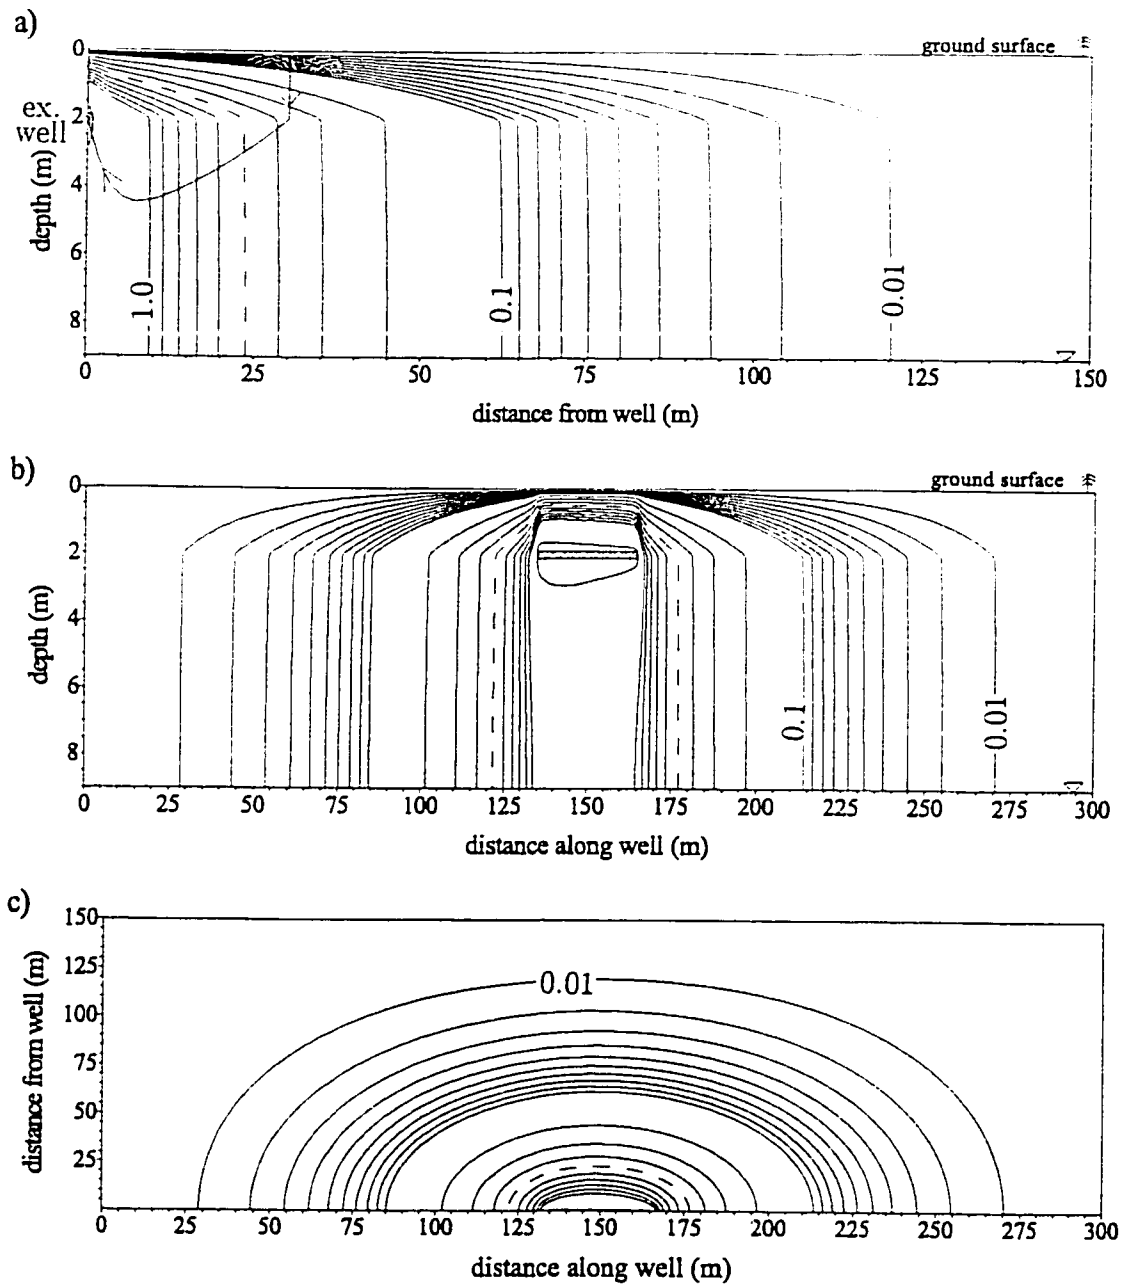 a)
ground surface
0
2
4
6
8
ex.
well
depth (m)
1.0
0.1
0.01
0 25 50 75 100 125 150
distance from well (m)
b)
ground surface
0
2
4
6
8
depth (m)
0.1
0.01
0 25 50 75 100 125 150 175 200 225 250 275 300
distance along well (m)
c)
150
125
100
75
50
25
distance from well (m)
0.01
0 25 50 75 100 125 150 175 200 225 250 275 300
distance along well (m)